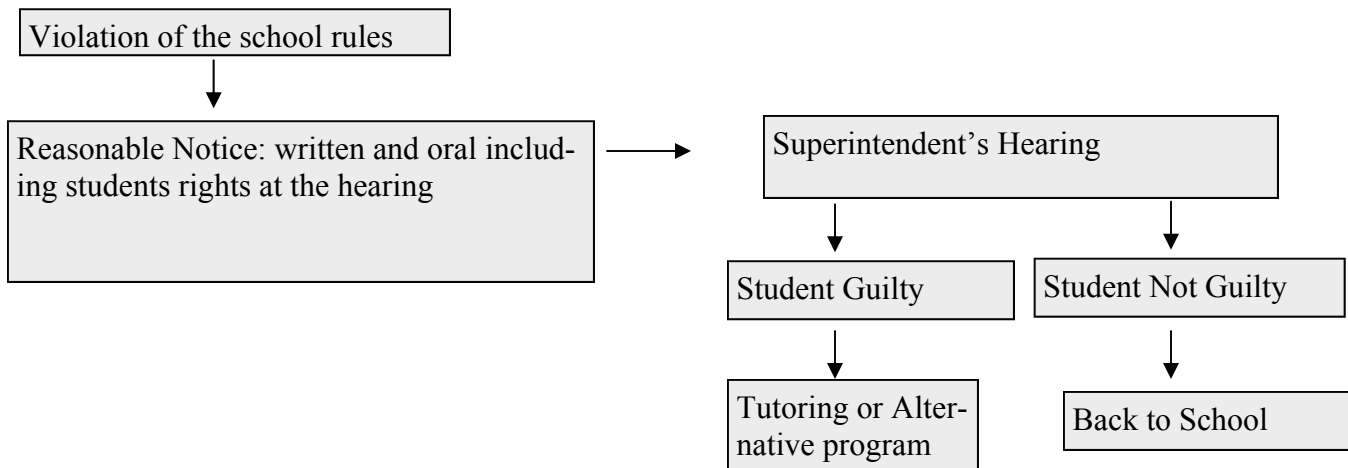 Violation of the school rules
Reasonable Notice: written and oral includ-
ing students rights at the hearing
Superintendent’s Hearing
Student Guilty
Student Not Guilty
Tutoring or Alter-
native program
Back to School